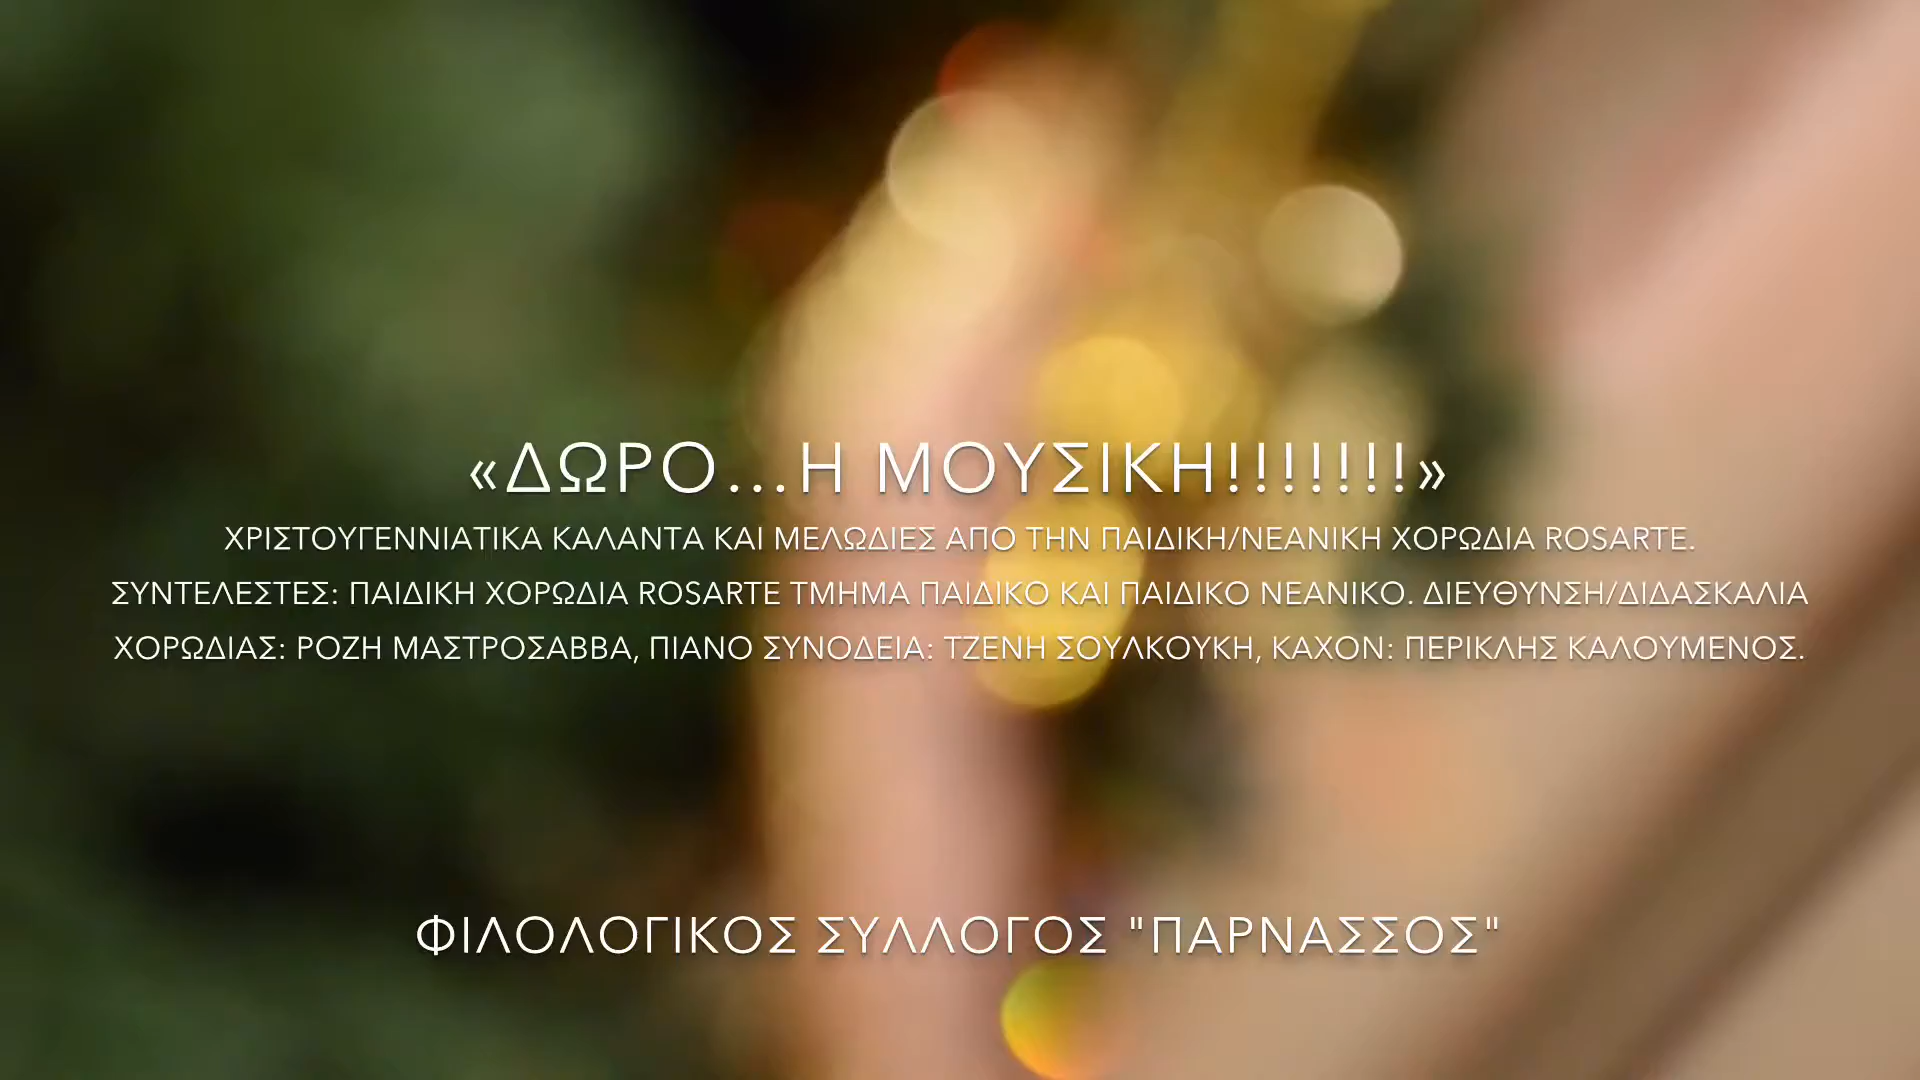 «ΔΩΡΟ...Η ΜΟΥΣΙΚΗ!!!!!!!»
ΧΡΙΣΤΟΥΓΕΝΝΙΑΤΙΚΑ ΚΑΛΑΝΤΑ ΚΑΙ ΜΕΛΩΔΙΕΣ ΑΠΟ ΤΗΝ ΠΑΙΔΙΚΗ/ΝΕΑΝΙΚΗ ΧΟΡΩΔΙΑ ROSARTE.
ΣΥΝΤΕΛΕΣΤΕΣ: ΠΑΙΔΙΚΗ ΧΟΡΩΔΙΑ ROSARTE ΤΜΗΜΑ ΠΑΙΔΙΚΟ ΚΑΙ ΠΑΙΔΙΚΟ ΝΕΑΝΙΚΟ. ΔΙΕΥΘΥΝΣΗ/ΔΙΔΑΣΚΑΛΙΑ
ΧΟΡΩΔΙΑΣ: ΡΟΖΗ ΜΑΣΤΡΟΣΑΒΒΑ, ΠΙΑΝΟ ΣΥΝΟΔΕΙΑ: ΤΖΕΝΗ ΣΟΥΛΚΟΥΚΗ, ΚΑΧΟΝ: ΠΕΡΙΚΛΗΣ ΚΑΛΟΥΜΕΝΟΣ.
ΦΙΛΟΛΟΓΙΚΟΣ ΣΥΛΛΟΓΟΣ "ΠΑΡΝΑΣΣΟΣ"